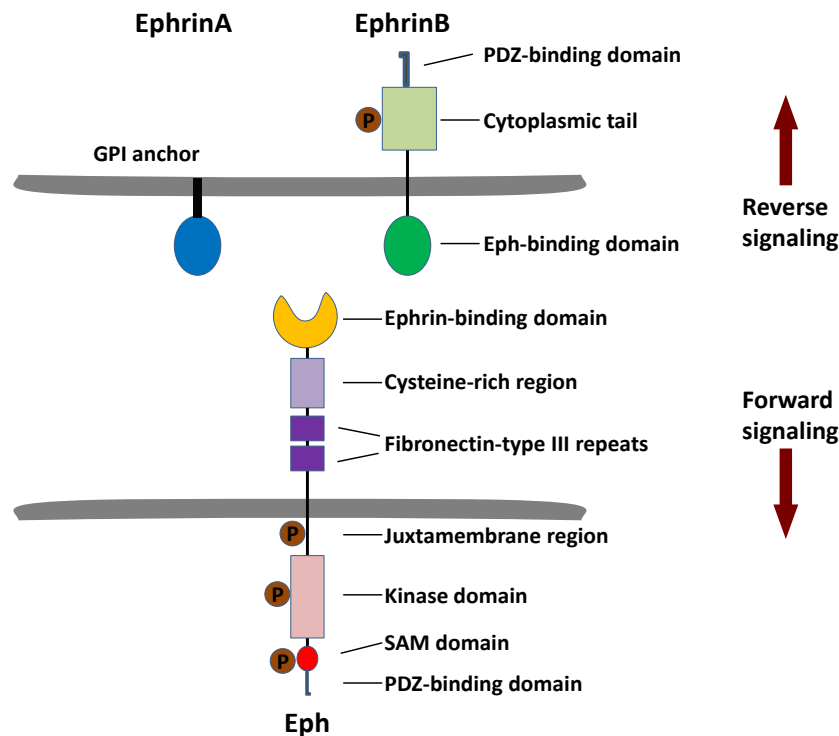 EphrinA
EphrinB
PDZ-binding domain
P
Cytoplasmic tail
GPI anchor
Reverse
signaling
Eph-binding domain
Ephrin-binding domain
Cysteine-rich region
Forward
signaling
Fibronectin-type III repeats
P
Juxtamembrane region
P
Kinase domain
SAM domain
P
PDZ-binding domain
Eph